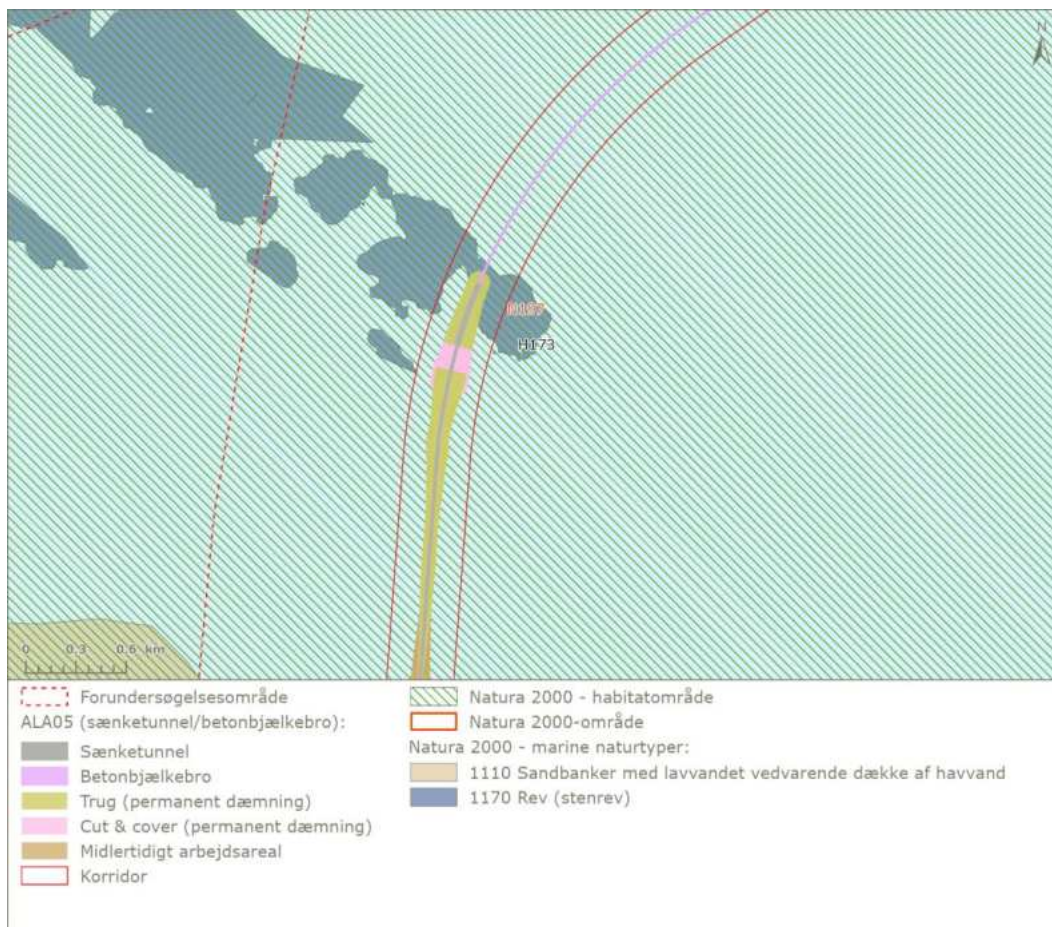 N
N197
H173
0 0.3 0.6 km
Forundersøgelsesområde
ALA05 (sænketunnel/betonbjælkebro):
Sænketunnel
Betonbjælkebro
Trug (permanent dæmning)
Cut & cover (permanent dæmning)
Midlertidigt arbejdsareal
Korridor
Natura 2000 - habitatområde
Natura 2000-område
Natura 2000 - marine naturtyper:
1110 Sandbanker med lavvandet vedvarende dække af havvand
1170 Rev (stenrev)